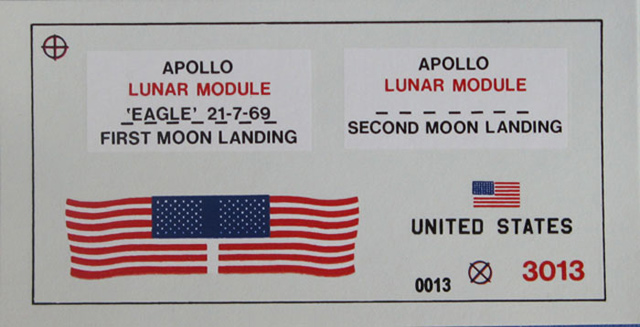 APOLLO
LUNAR MODULE
'EAGLE' 21-7-69
FIRST MOON LANDING
APOLLO
LUNAR MODULE
SECOND MOON LANDING
UNITED STATES
0013
3013